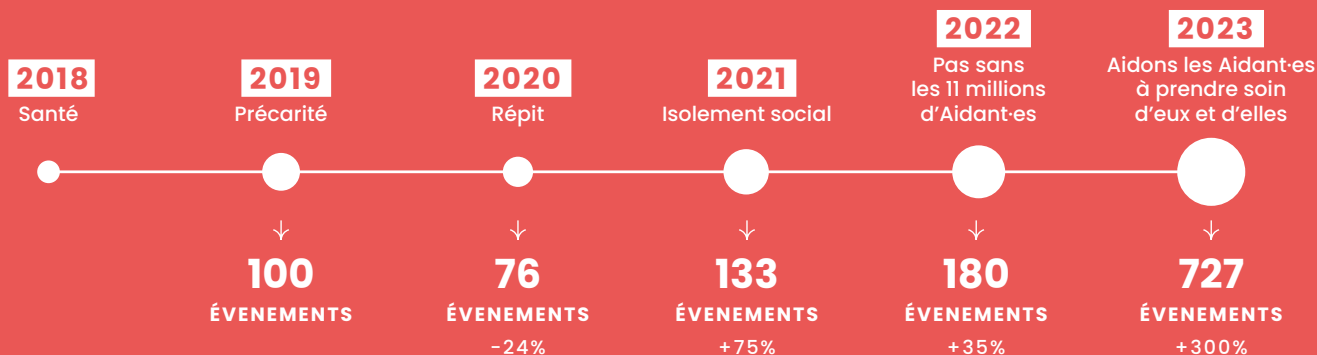 2018
Santé
2019
Précarité
100
ÉVENEMENTS
2020
Répit
76
ÉVENEMENTS
-24%
2021
Isolement social
133
ÉVENEMENTS
+75%
2022
Pas sans
les 11 millions
d'Aidant·es
180
ÉVENEMENTS
+35%
2023
Aidons les Aidant·es
à prendre soin
d'eux et d'elles
727
ÉVENEMENTS
+300%